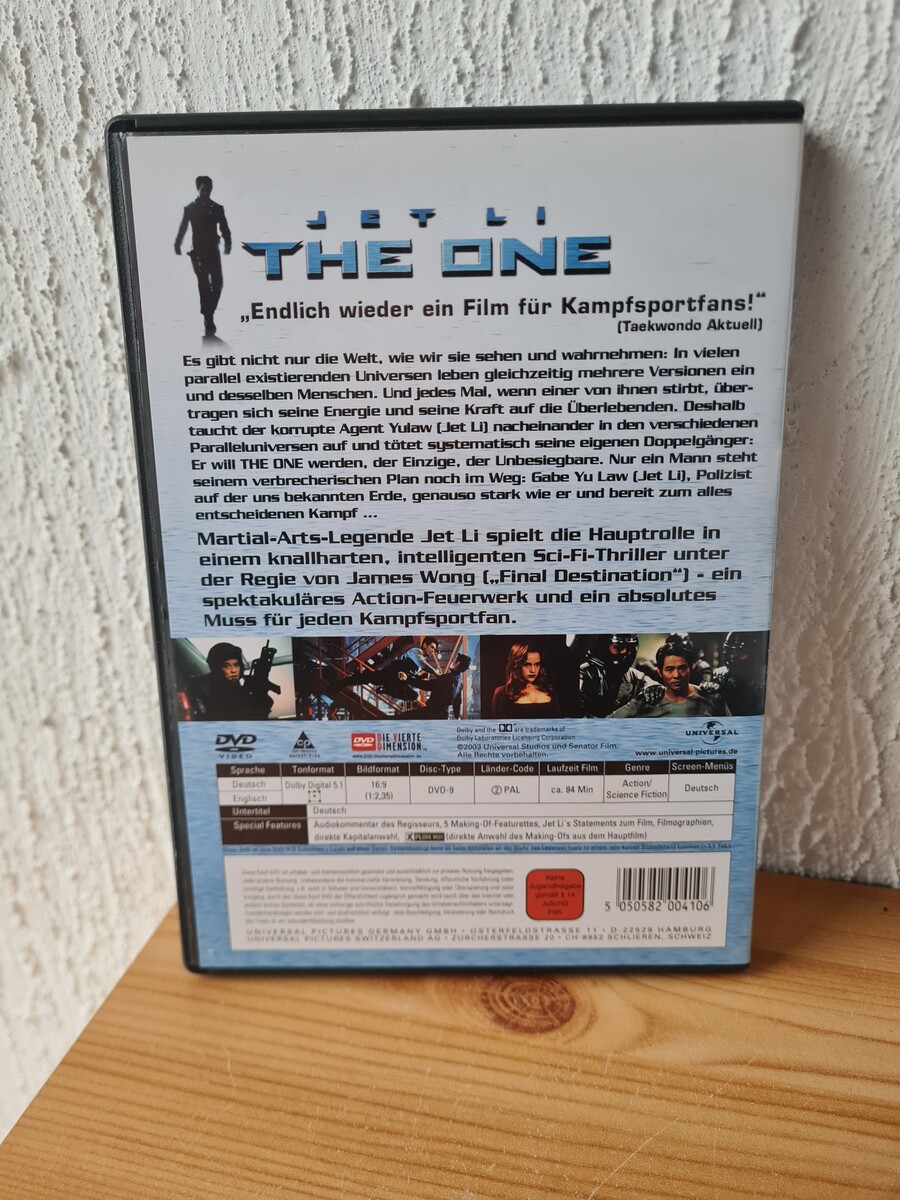 JET LI
THE ONE
„Endlich wieder ein Film für Kampfsportfans!“
(Taekwondo Aktuell)
Es gibt nicht nur die Welt, wie wir sie sehen und wahrnehmen: In vielen
parallel existierenden Universen leben gleichzeitig mehrere Versionen ein
und desselben Menschen. Und jedes Mal, wenn einer von ihnen stirbt, über-
tragen sich seine Energie und seine Kraft auf die Überlebenden. Deshalb
taucht der korrupte Agent Yulaw (Jet Li) nacheinander in den verschiedenen
Paralleluniversen auf und tötet systematisch seine eigenen Doppelgänger:
Er will THE ONE werden, der Einzige, der Unbesiegbare. Nur ein Mann steht
seinem verbrecherischen Plan noch im Weg: Gabe Yu Law (Jet Li), Polizist
auf der uns bekannten Erde, genauso stark wie er und bereit zum alles
entscheidenen Kampf ...
Martial-Arts-Legende Jet Li spielt die Hauptrolle in
einem knallharten, intelligenten Sci-Fi-Thriller unter
der Regie von James Wong („Final Destination“) - ein
spektakuläres Action-Feuerwerk und ein absolutes
Muss für jeden Kampfsportfan.
DVD VIDEO
DVD DIE VIERTE DIMENSION
Dolby and the DD are trademarks of
Dolby Laboratories Licensing Corporation.
©2003 Universal Studios und Senator Film.
Alle Rechte vorbehalten.
UNIVERSAL
www.universal-pictures.de
Sprache Tonformat Bildformat Disc-Type Länder-Code Laufzeit Film Genre Screen-Menüs
Deutsch Dolby Digital 5.1 16:9 (1:2,35) DVD-9 2 PAL ca. 84 Min Action/ Science Fiction Deutsch
Englisch
Untertitel Deutsch
Special Features Audiokommentar des Regisseurs, 5 Making-Of-Featurettes, Jet Li's Statements zum Film, Filmographien,
direkte Kapitalanwahl, (direkte Anwahl des Making-Ofs aus dem Hauptfilm)
Keine
Jugendfreigabe
gemäß § 14
JuSchG
FSK
5 050582 004106
UNIVERSAL PICTURES GERMANY GMBH • OSTERFELDSTRASSE 11 • D-22529 HAMBURG
UNIVERSAL PICTURES SWITZERLAND AG • ZÜRCHERSTRASSE 20 • CH 8952 SCHLIEREN, SCHWEIZ